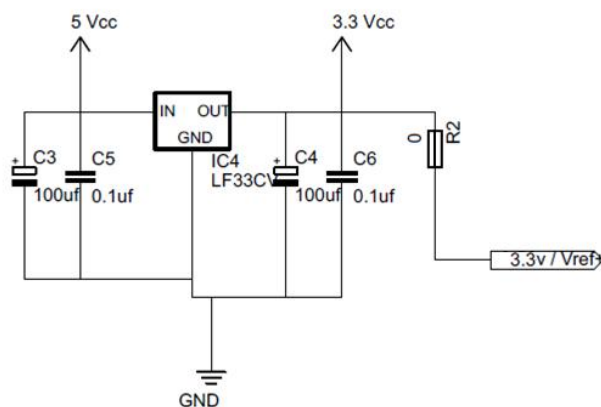 5 Vcc
3.3 Vcc
IN OUT
GND
+ C3
C5
IC4
+ C4
C6
0
R2
100uf
0.1uf
LF33CV
100uf
0.1uf
3.3v / Vref
GND